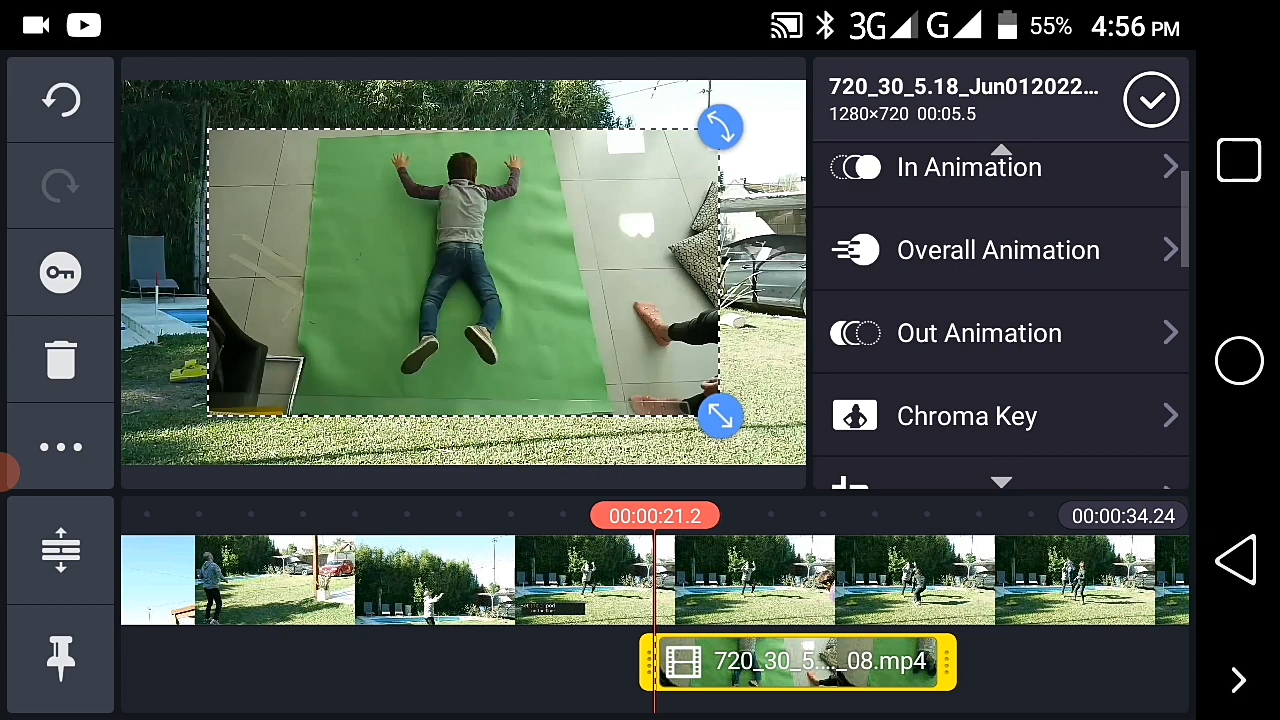 3G G 55% 4:56 PM
720_30_5.18_Jun012022...
1280×720 00:05.5
In Animation
Overall Animation
Out Animation
Chroma Key
00:00:21.2
00:00:34.24
720_30_5...._08.mp4